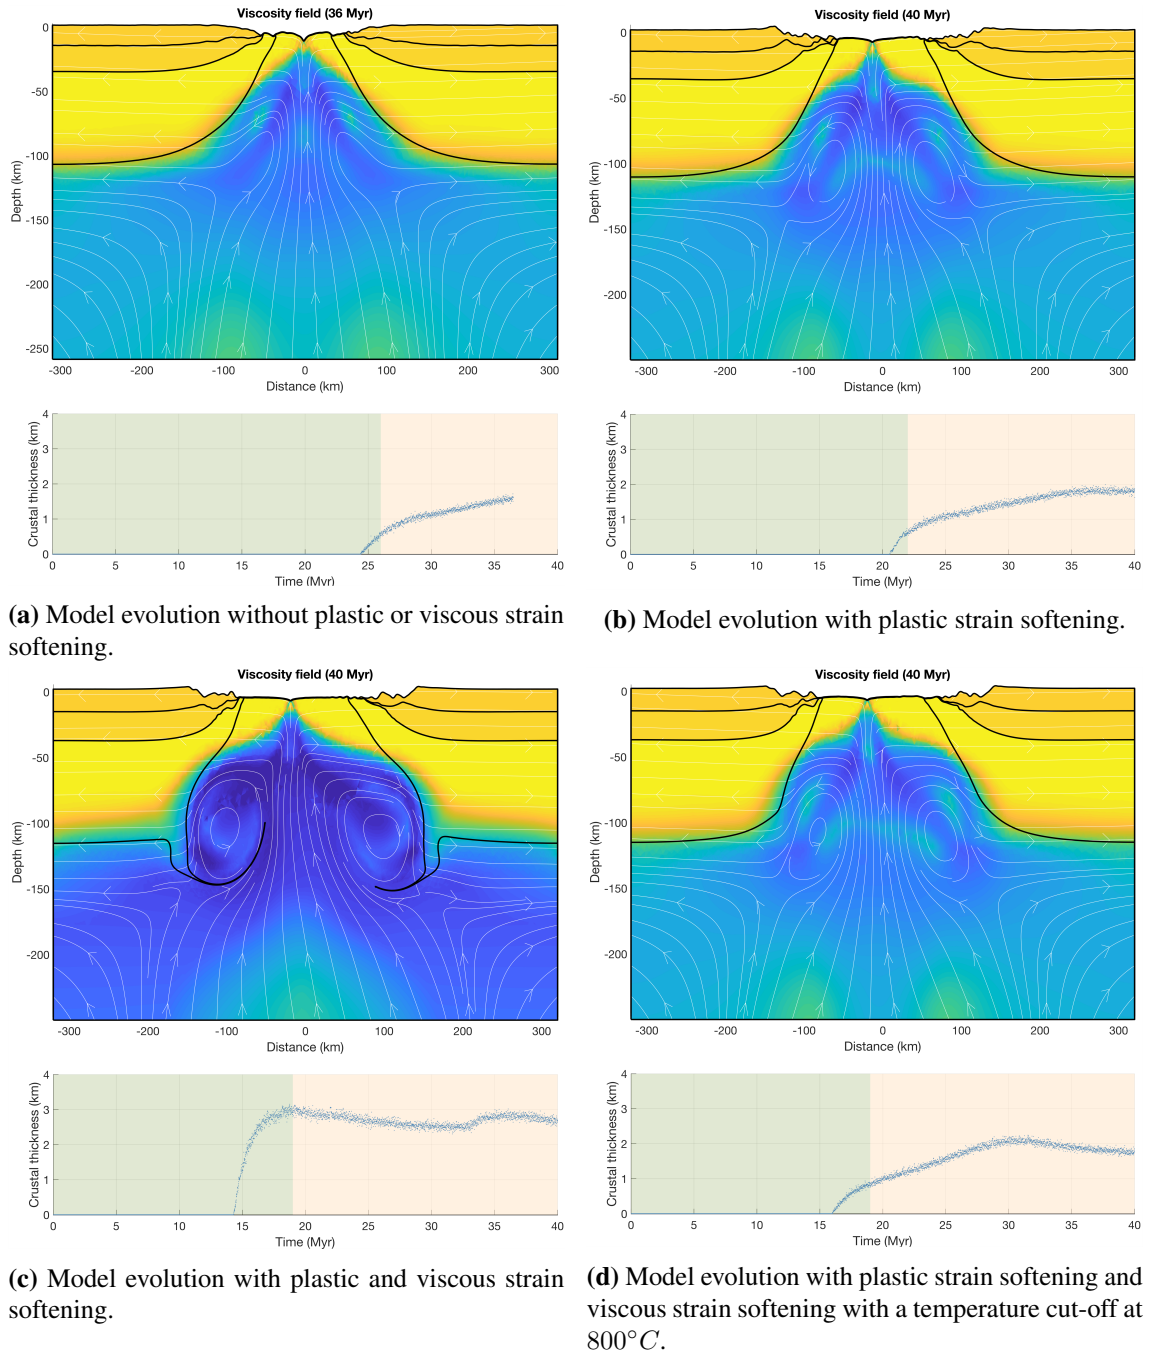 Viscosity field (36 Myr)
0
-50
-100
-150
-200
-250
Depth (km)
-300 -200 -100 0 100 200 300
Distance (km)
4
3
2
1
0
Crustal thickness (km)
0 5 10 15 20 25 30 35 40
Time (Myr)
(a) Model evolution without plastic or viscous strain
softening.
Viscosity field (40 Myr)
0
-50
-100
-150
-200
Depth (km)
-300 -200 -100 0 100 200 300
Distance (km)
4
3
2
1
0
Crustal thickness (km)
0 5 10 15 20 25 30 35 40
Time (Myr)
(b) Model evolution with plastic strain softening.
Viscosity field (40 Myr)
0
-50
-100
-150
-200
Depth (km)
-300 -200 -100 0 100 200 300
Distance (km)
4
3
2
1
0
Crustal thickness (km)
0 5 10 15 20 25 30 35 40
Time (Myr)
(c) Model evolution with plastic and viscous strain
softening.
Viscosity field (40 Myr)
0
-50
-100
-150
-200
Depth (km)
-300 -200 -100 0 100 200 300
Distance (km)
4
3
2
1
0
Crustal thickness (km)
0 5 10 15 20 25 30 35 40
Time (Myr)
(d) Model evolution with plastic strain softening and
viscous strain softening with a temperature cut-off at
800°C.